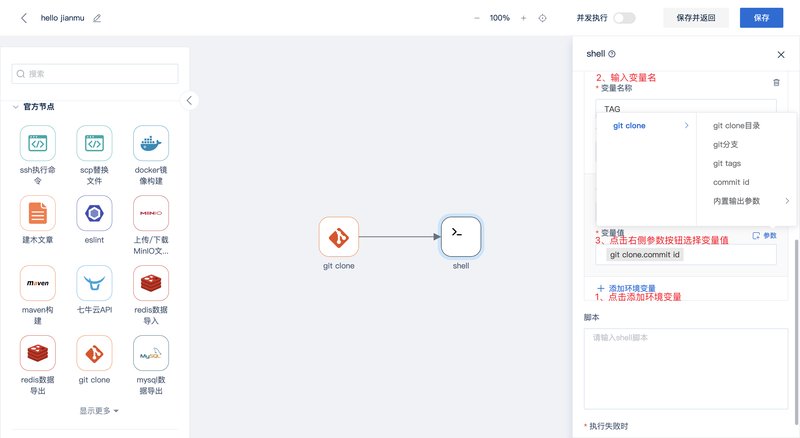 hello jianmu
100%
并发执行
保存并返回
保存
搜索
官方节点
ssh执行命
令
scp替换
文件
docker镜
像构建
建木文章
eslint
MINIO
上传/下载
MinIO文...
maven
maven构
建
七牛云API
redis数据
导入
redis数据
导出
git clone
MySQL
mysql数
据导出
显示更多
git clone
shell
shell
2、输入变量名
* 变量名称
TAG
git clone
git clone目录
git分支
git tags
commit id
内置输出参数
* 变量值
参数
3、点击右侧参数按钮选择变量值
git clone.commit id
添加环境变量
1、点击添加环境变量
脚本
请输入shell脚本
* 执行失败时